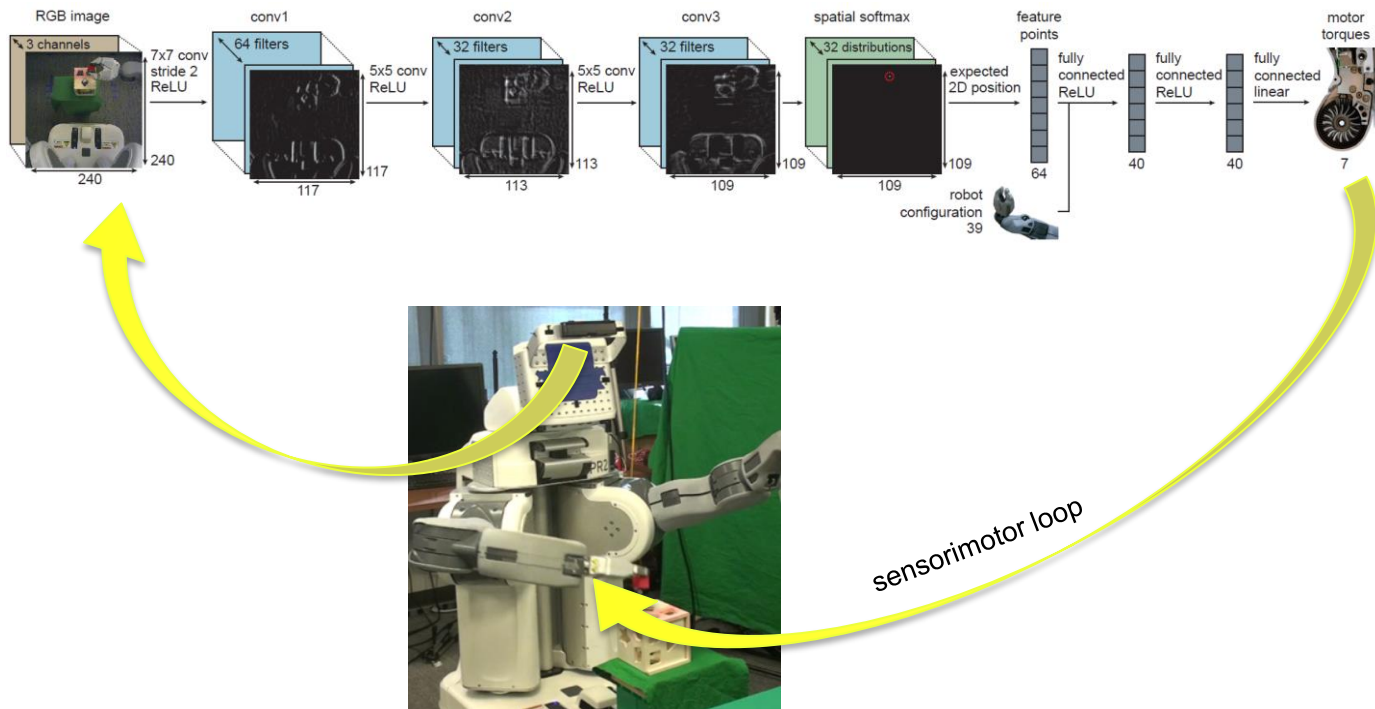 RGB image
3 channels
240
240
7x7 conv
stride 2
ReLU
conv1
64 filters
117
117
5x5 conv
ReLU
conv2
32 filters
113
113
5x5 conv
ReLU
conv3
32 filters
109
109
spatial softmax
32 distributions
109
109
expected
2D position
feature
points
64
robot
configuration
39
fully
connected
ReLU
40
fully
connected
ReLU
40
fully
connected
linear
motor
torques
7
PR2
sensorimotor loop